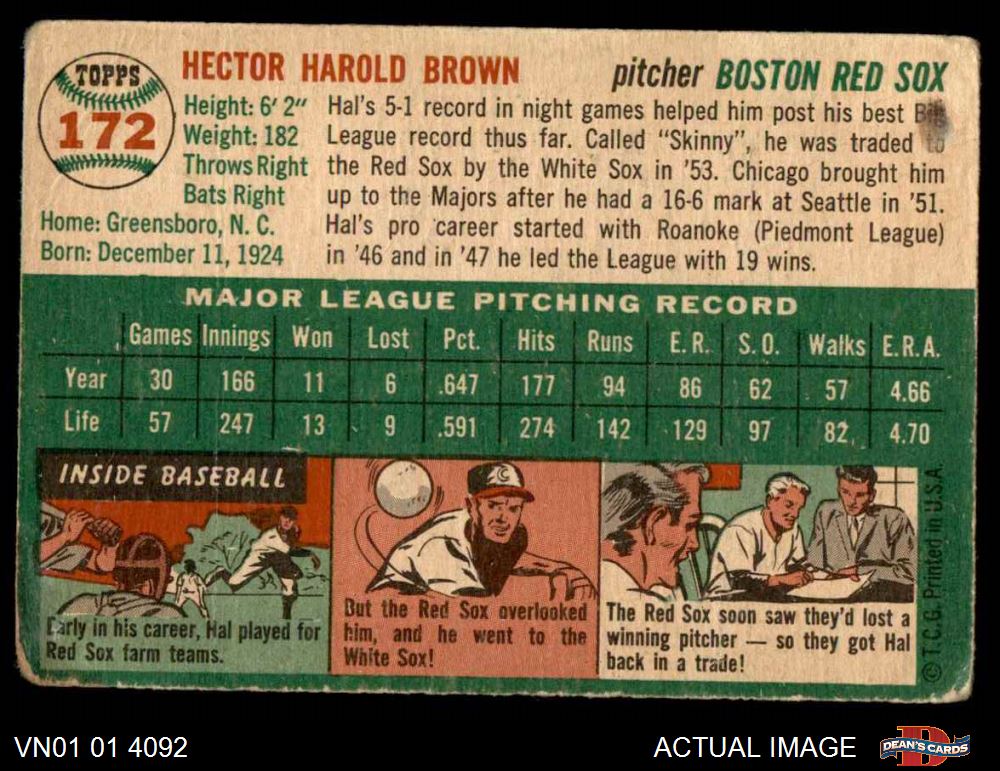 TOPPS
172
HECTOR HAROLD BROWN
pitcher BOSTON RED SOX
Height: 6' 2"
Weight: 182
Throws Right
Bats Right
Home: Greensboro, N. C.
Born: December 11, 1924
Hal's 5-1 record in night games helped him post his best Big
League record thus far. Called "Skinny", he was traded to
the Red Sox by the White Sox in '53. Chicago brought him
up to the Majors after he had a 16-6 mark at Seattle in '51.
Hal's pro career started with Roanoke (Piedmont League)
in '46 and in '47 he led the League with 19 wins.
MAJOR LEAGUE PITCHING RECORD
Games Innings Won Lost Pct. Hits Runs E. R. S. O. Walks E.R.A.
Year 30 166 11 6 .647 177 94 86 62 57 4.66
Life 57 247 13 9 .591 274 142 129 97 82 4.70
INSIDE BASEBALL
Early in his career, Hal played for
Red Sox farm teams.
C
But the Red Sox overlooked
him, and he went to the
White Sox!
The Red Sox soon saw they'd lost a
winning pitcher — so they got Hal
back in a trade!
© T.C.G. Printed in U.S.A.
VN01 01 4092
ACTUAL IMAGE
D
DEAN'S CARDS